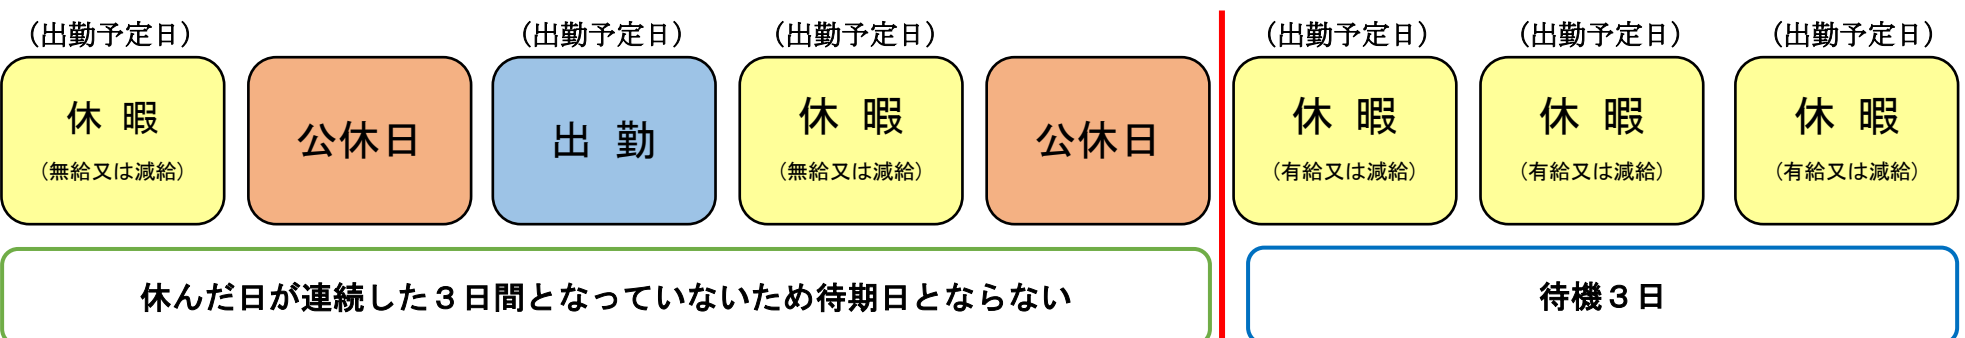 （出勤予定日） （出勤予定日） （出勤予定日） （出勤予定日） （出勤予定日） （出勤予定日）
休 暇 公休日 出 勤 休 暇 公休日 休 暇 休 暇 休 暇
（無給又は減給） （無給又は減給） （有給又は減給） （有給又は減給） （有給又は減給）
休んだ日が連続した３日間となっていないため待期日とならない 待機３日